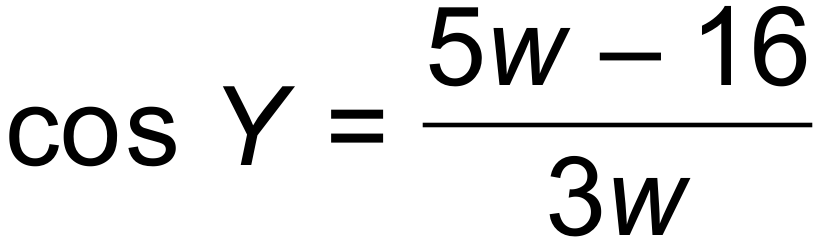 cos Y = (5w – 16) / 3w